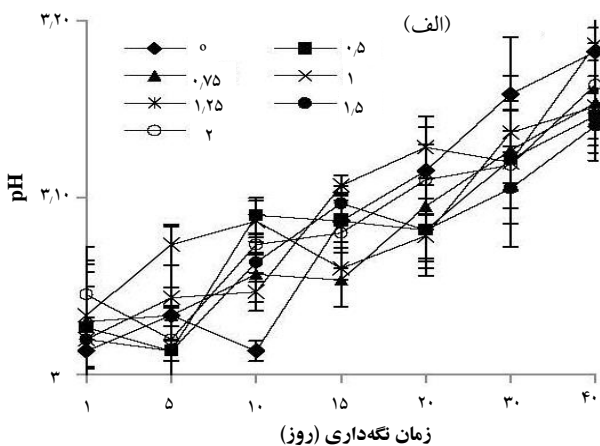 (الف)
۳٫۲۰
۳٫۱۰
۳
pH
۰ ۰٫۵
۰٫۷۵ ۱
۱٫۲۵ ۱٫۵
۲
۱ ۵ ۱۰ ۱۵ ۲۰ ۳۰ ۴۰
زمان نگه‌داری (روز)